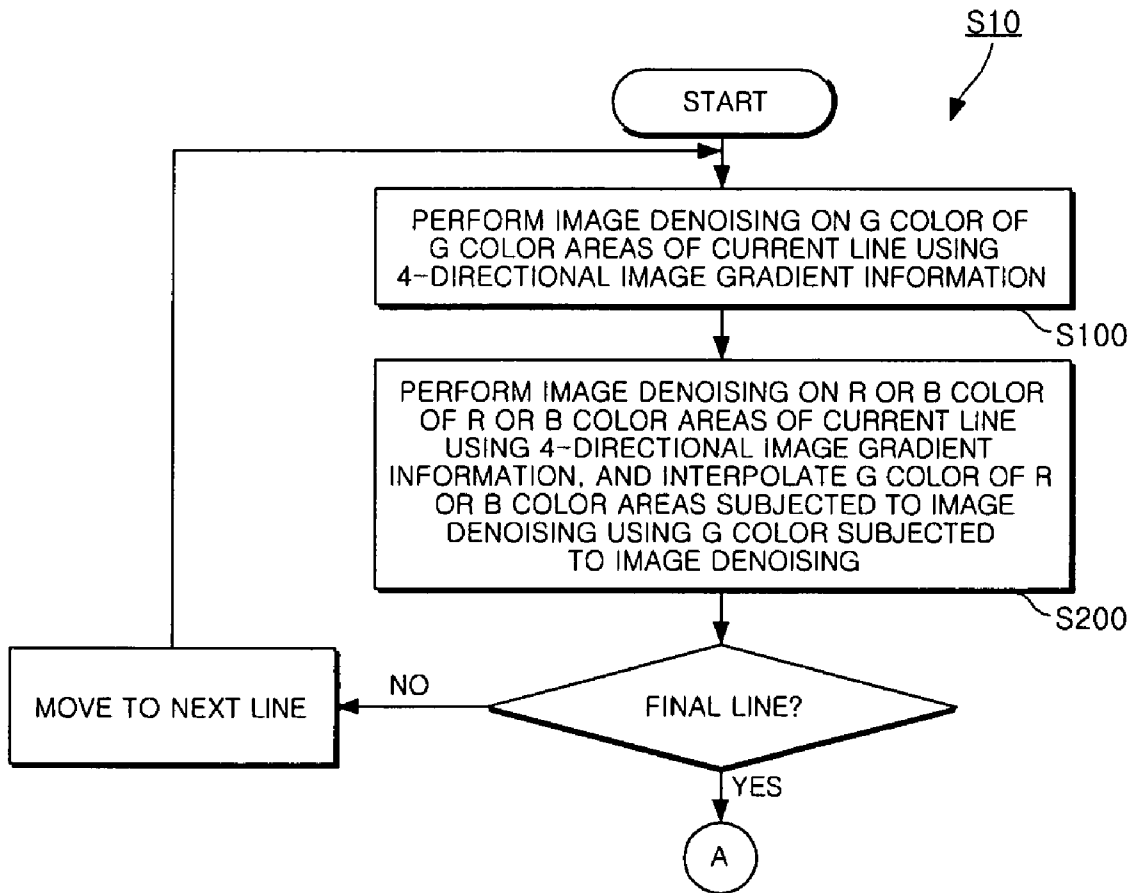 S10
START
PERFORM IMAGE DENOISING ON G COLOR OF
G COLOR AREAS OF CURRENT LINE USING
4-DIRECTIONAL IMAGE GRADIENT INFORMATION
S100
PERFORM IMAGE DENOISING ON R OR B COLOR
OF R OR B COLOR AREAS OF CURRENT LINE
USING 4-DIRECTIONAL IMAGE GRADIENT
INFORMATION, AND INTERPOLATE G COLOR OF R
OR B COLOR AREAS SUBJECTED TO IMAGE
DENOISING USING G COLOR SUBJECTED
TO IMAGE DENOISING
S200
MOVE TO NEXT LINE
NO
FINAL LINE?
YES
A